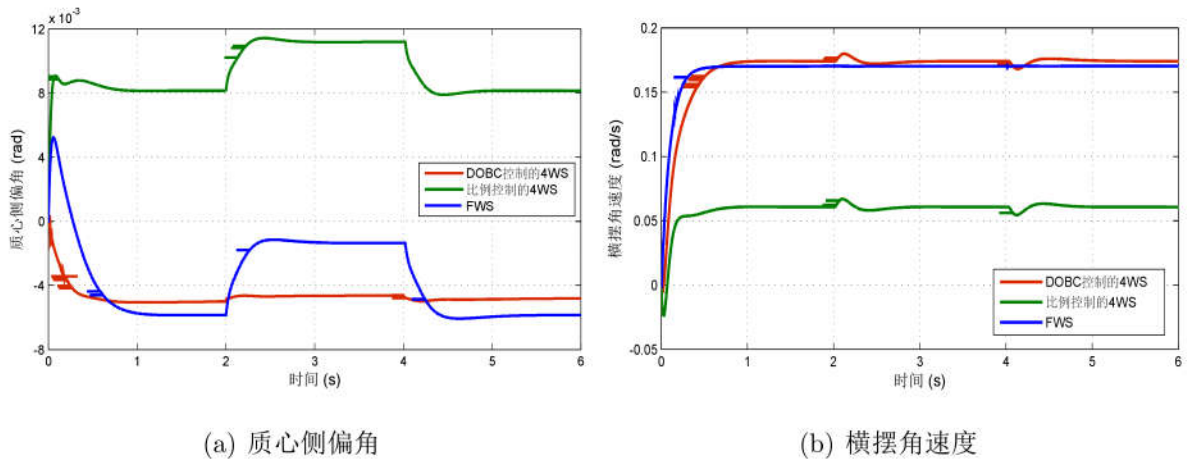 × 10⁻³
12
8
4
0
-4
-8
0 1 2 3 4 5 6
质心侧偏角 (rad)
时间 (s)
DOBC控制的4WS
比例控制的4WS
FWS
(a) 质心侧偏角
0.2
0.15
0.1
0.05
0
-0.05
0 1 2 3 4 5 6
横摆角速度 (rad/s)
时间 (s)
DOBC控制的4WS
比例控制的4WS
FWS
(b) 横摆角速度